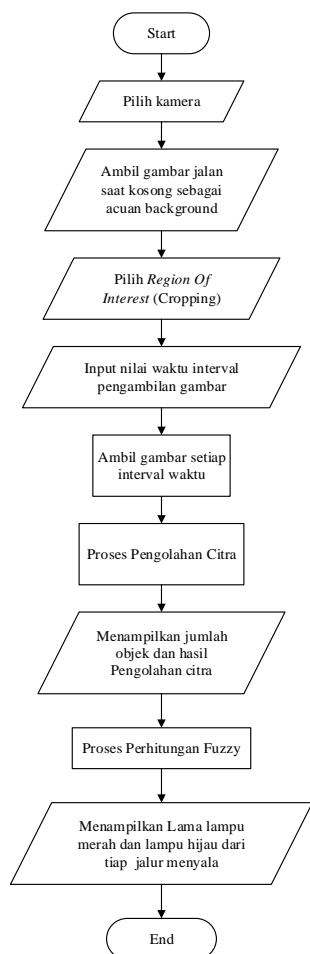 Start
Pilih kamera
Ambil gambar jalan
saat kosong sebagai
acuan background
Pilih Region Of
Interest (Cropping)
Input nilai waktu interval
pengambilan gambar
Ambil gambar setiap
interval waktu
Proses Pengolahan Citra
Menampilkan jumlah
objek dan hasil
Pengolahan citra
Proses Perhitungan Fuzzy
Menampilkan Lama lampu
merah dan lampu hijau dari
tiap jalur menyala
End